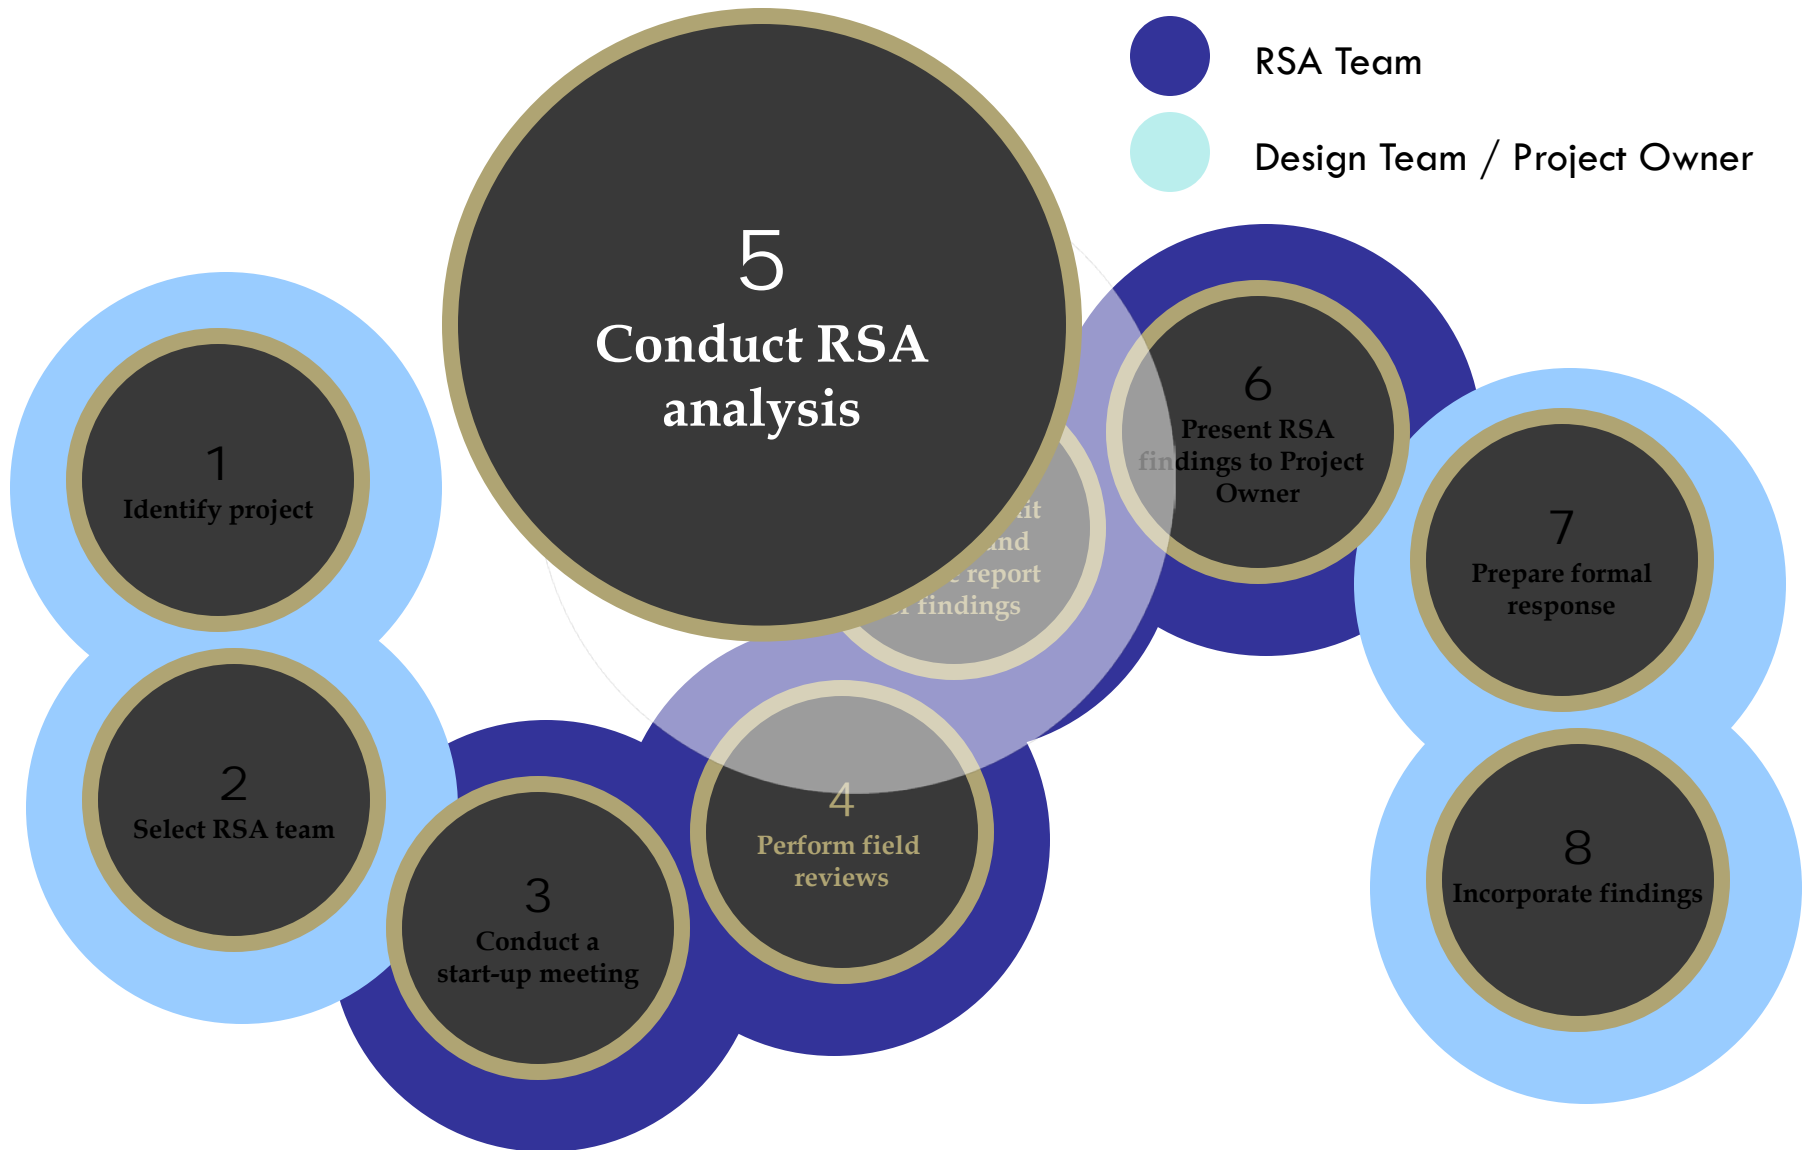 RSA Team
Design Team / Project Owner
5
Conduct RSA
analysis
1
Identify project
2
Select RSA team
3
Conduct a
start-up meeting
4
Perform field
reviews
report
findings
6
Present RSA
findings to Project
Owner
7
Prepare formal
response
8
Incorporate findings